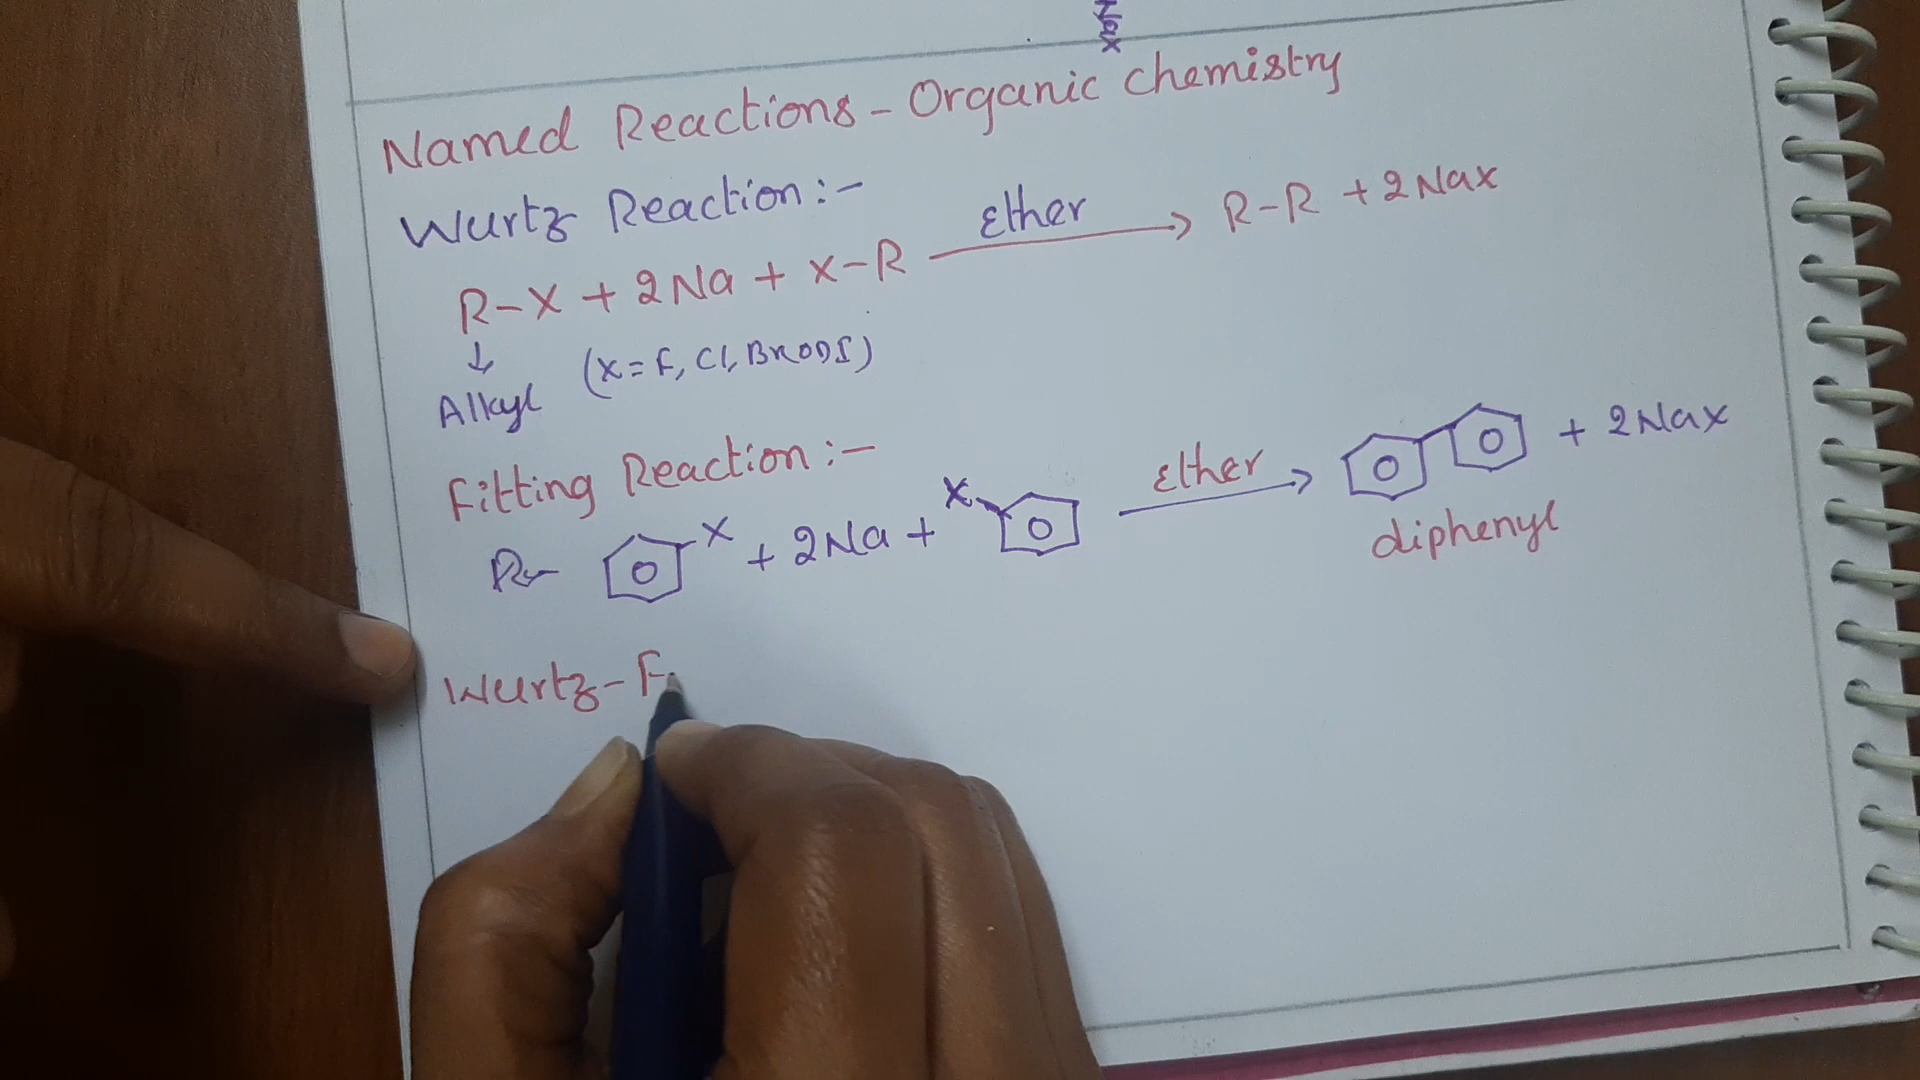 Nax
Named Reactions - Organic Chemistry
Wurtz Reaction :-
R-X + 2Na + X-R Ether → R-R + 2Nax
↓
Alkyl (X = F, Cl, Br or I)
Fitting Reaction :-
X + 2Na + X Ether → + 2Nax
diphenyl
Wurtz - F